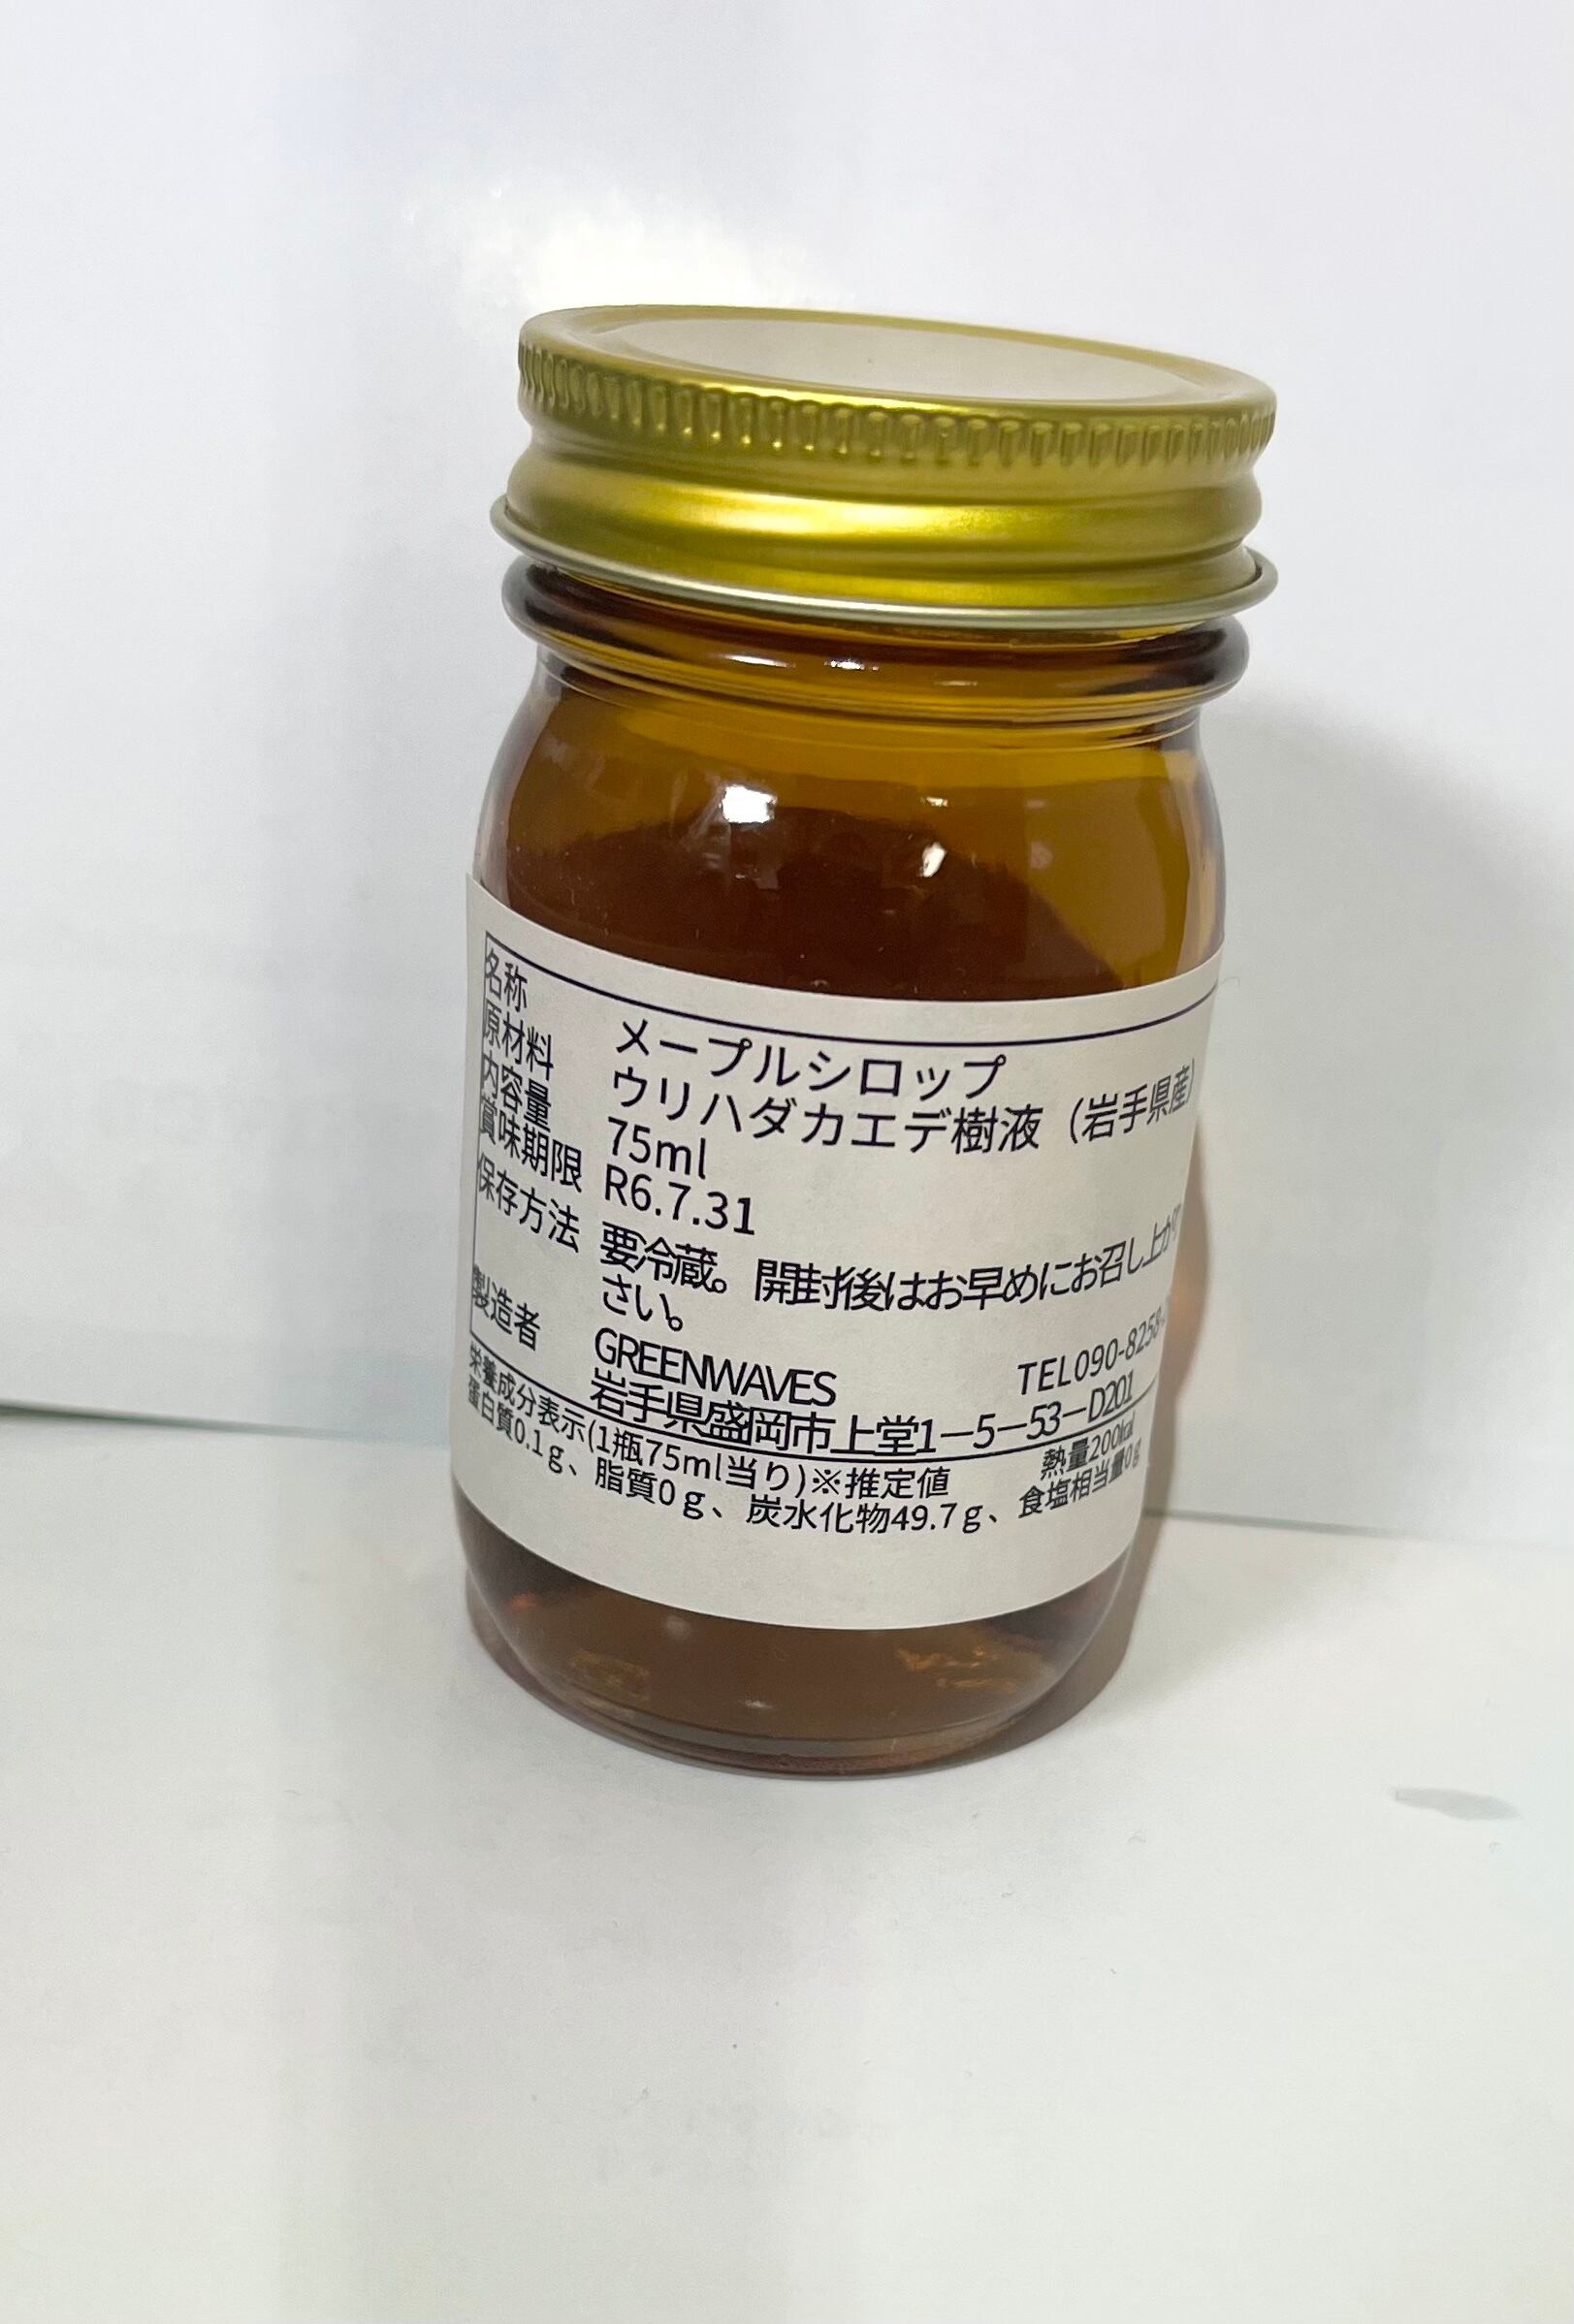 名称 メープルシロップ
原材料 ウリハダカエデ樹液（岩手県産）
内容量 75ml
賞味期限 R6.7.31
保存方法 要冷蔵。開封後はお早めにお召し上が
さい。
製造者 GREENWAVES TEL090-8258-
岩手県盛岡市上堂1－5－53－D201
栄養成分表示(1瓶75ml当り)※推定値 熱量200kcal
蛋白質0.1g、脂質0g、炭水化物49.7g、食塩相当量0g